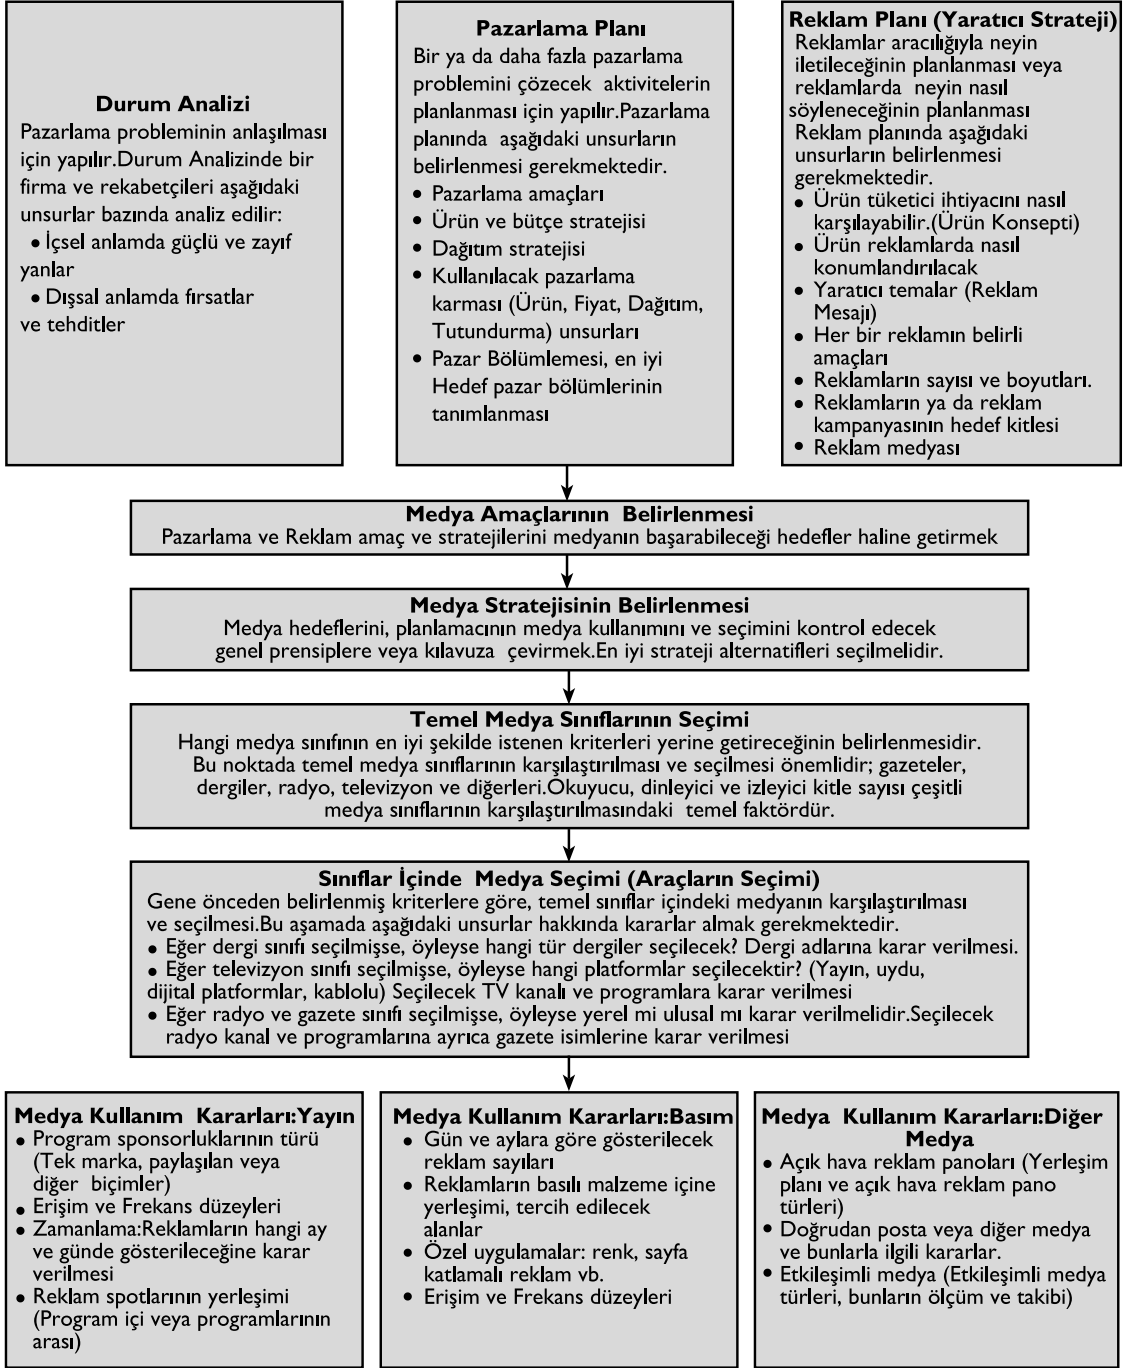 Durum Analizi
Pazarlama probleminin anlaşılması
için yapılır.Durum Analizinde bir
firma ve rekabetçileri aşağıdaki
unsurlar bazında analiz edilir:
• İçsel anlamda güçlü ve zayıf
yanlar
• Dışsal anlamda fırsatlar
ve tehditler
Pazarlama Planı
Bir ya da daha fazla pazarlama
problemini çözecek aktivitelerin
planlanması için yapılır.Pazarlama
planında aşağıdaki unsurların
belirlenmesi gerekmektedir.
• Pazarlama amaçları
• Ürün ve bütçe stratejisi
• Dağıtım stratejisi
• Kullanılacak pazarlama
karması (Ürün, Fiyat, Dağıtım,
Tutundurma) unsurları
• Pazar Bölümlemesi, en iyi
Hedef pazar bölümlerinin
tanımlanması
Reklam Planı (Yaratıcı Strateji)
Reklamlar aracılığıyla neyin
iletileceğinin planlanması veya
reklamlarda neyin nasıl
söyleneceğinin planlanması
Reklam planında aşağıdaki
unsurların belirlenmesi
gerekmektedir.
• Ürün tüketici ihtiyacını nasıl
karşılayabilir.(Ürün Konsepti)
• Ürün reklamlarda nasıl
konumlandırılacak
• Yaratıcı temalar (Reklam
Mesajı)
• Her bir reklamın belirli
amaçları
• Reklamların sayısı ve boyutları.
• Reklamların ya da reklam
kampanyasının hedef kitlesi
• Reklam medyası
Medya Amaçlarının Belirlenmesi
Pazarlama ve Reklam amaç ve stratejilerini medyanın başarabileceği hedefler haline getirmek
Medya Stratejisinin Belirlenmesi
Medya hedeflerini, planlamacının medya kullanımını ve seçimini kontrol edecek
genel prensiplere veya kılavuza çevirmek.En iyi strateji alternatifleri seçilmelidir.
Temel Medya Sınıflarının Seçimi
Hangi medya sınıfının en iyi şekilde istenen kriterleri yerine getireceğinin belirlenmesidir.
Bu noktada temel medya sınıflarının karşılaştırılması ve seçilmesi önemlidir; gazeteler,
dergiler, radyo, televizyon ve diğerleri.Okuyucu, dinleyici ve izleyici kitle sayısı çeşitli
medya sınıflarının karşılaştırılmasındaki temel faktördür.
Sınıflar İçinde Medya Seçimi (Araçların Seçimi)
Gene önceden belirlenmiş kriterlere göre, temel sınıflar içindeki medyanın karşılaştırılması
ve seçilmesi.Bu aşamada aşağıdaki unsurlar hakkında kararlar almak gerekmektedir.
• Eğer dergi sınıfı seçilmişse, öyleyse hangi tür dergiler seçilecek? Dergi adlarına karar verilmesi.
• Eğer televizyon sınıfı seçilmişse, öyleyse hangi platformlar seçilecektir? (Yayın, uydu,
dijital platformlar, kablolu) Seçilecek TV kanalı ve programlara karar verilmesi
• Eğer radyo ve gazete sınıfı seçilmişse, öyleyse yerel mi ulusal mı karar verilmelidir.Seçilecek
radyo kanal ve programlarına ayrıca gazete isimlerine karar verilmesi
Medya Kullanım Kararları:Yayın
• Program sponsorluklarının türü
(Tek marka, paylaşılan veya
diğer biçimler)
• Erişim ve Frekans düzeyleri
• Zamanlama:Reklamların hangi ay
ve günde gösterileceğine karar
verilmesi
• Reklam spotlarının yerleşimi
(Program içi veya programlarının
arası)
Medya Kullanım Kararları:Basım
• Gün ve aylara göre gösterilecek
reklam sayıları
• Reklamların basılı malzeme içine
yerleşimi, tercih edilecek
alanlar
• Özel uygulamalar: renk, sayfa
katlamalı reklam vb.
• Erişim ve Frekans düzeyleri
Medya Kullanım Kararları:Diğer
Medya
• Açık hava reklam panoları (Yerleşim
planı ve açık hava reklam pano
türleri)
• Doğrudan posta veya diğer medya
ve bunlarla ilgili kararlar.
• Etkileşimli medya (Etkileşimli medya
türleri, bunların ölçüm ve takibi)